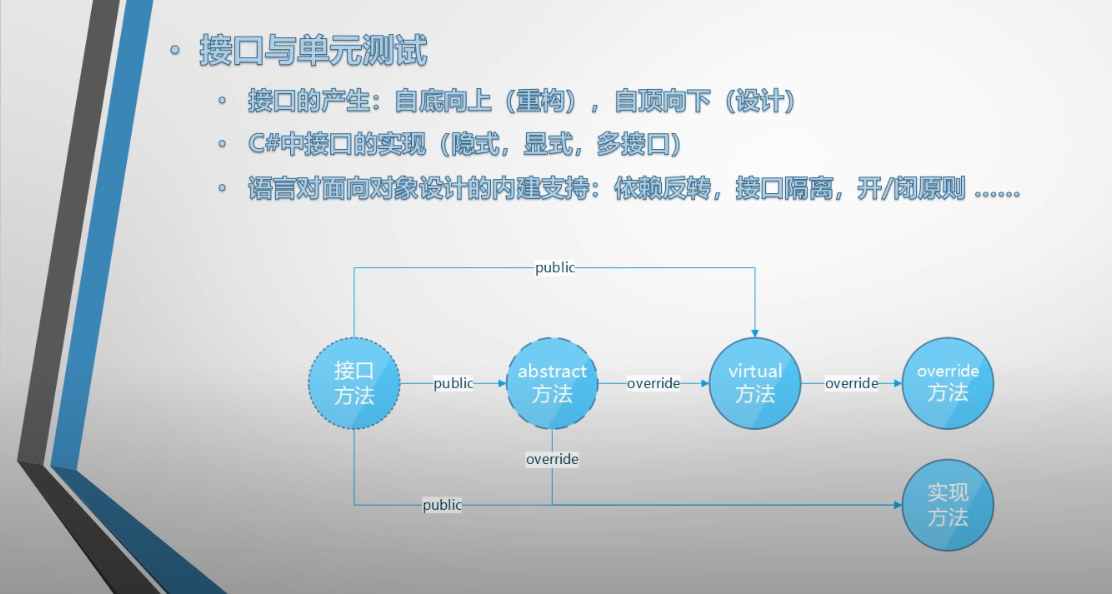 • 接口与单元测试
• 接口的产生：自底向上（重构），自顶向下（设计）
• C#中接口的实现（隐式，显式，多接口）
• 语言对面向对象设计的内建支持：依赖反转，接口隔离，开/闭原则 ……
public
接口
方法
public
abstract
方法
override
virtual
方法
override
override
方法
override
public
实现
方法